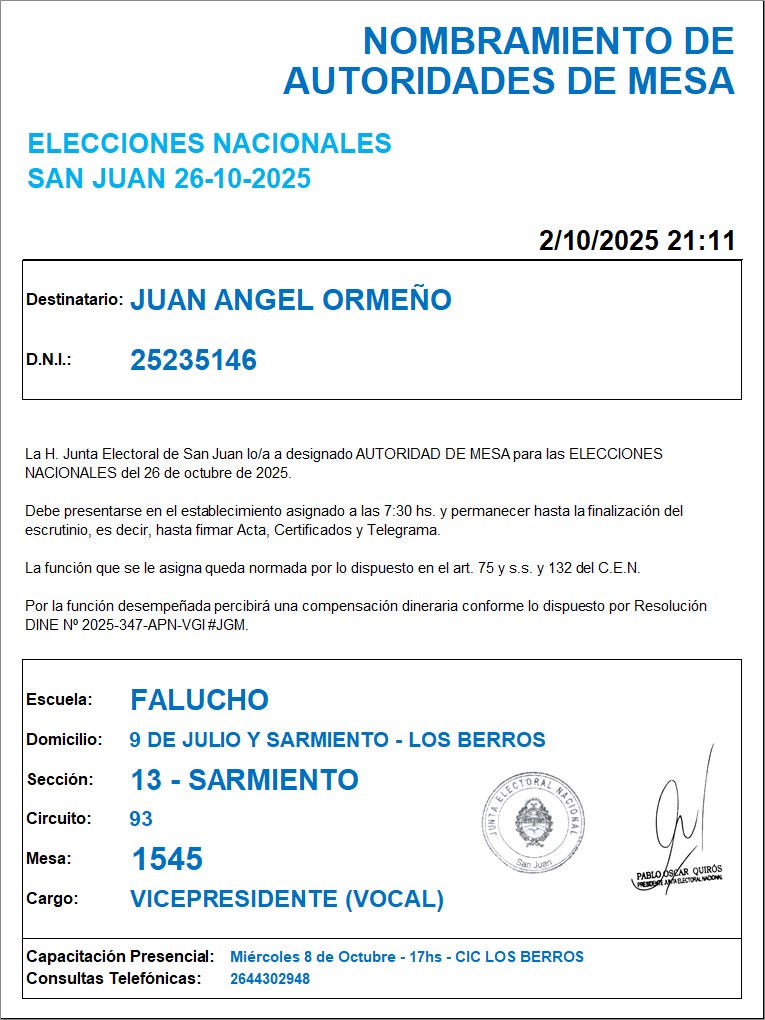 NOMBRAMIENTO DE
AUTORIDADES DE MESA
ELECCIONES NACIONALES
SAN JUAN 26-10-2025
2/10/2025 21:11
Destinatario: JUAN ANGEL ORMEÑO
D.N.I.: 25235146
La H. Junta Electoral de San Juan lo/a a designado AUTORIDAD DE MESA para las ELECCIONES
NACIONALES del 26 de octubre de 2025.
Debe presentarse en el establecimiento asignado a las 7:30 hs. y permanecer hasta la finalización del
escrutinio, es decir, hasta firmar Acta, Certificados y Telegrama.
La función que se le asigna queda normada por lo dispuesto en el art. 75 y s.s. y 132 del C.E.N.
Por la función desempeñada percibirá una compensación dineraria conforme lo dispuesto por Resolución
DINE Nº 2025-347-APN-VGI#JGM.
Escuela: FALUCHO
Domicilio: 9 DE JULIO Y SARMIENTO - LOS BERROS
Sección: 13 - SARMIENTO
Circuito: 93
Mesa: 1545
Cargo: VICEPRESIDENTE (VOCAL)
JUNTA ELECTORAL NACIONAL
San Juan
PABLO OSCAR QUIRÓS
PRESIDENTE JUNTA ELECTORAL NACIONAL
Capacitación Presencial: Miércoles 8 de Octubre - 17hs - CIC LOS BERROS
Consultas Telefónicas: 2644302948